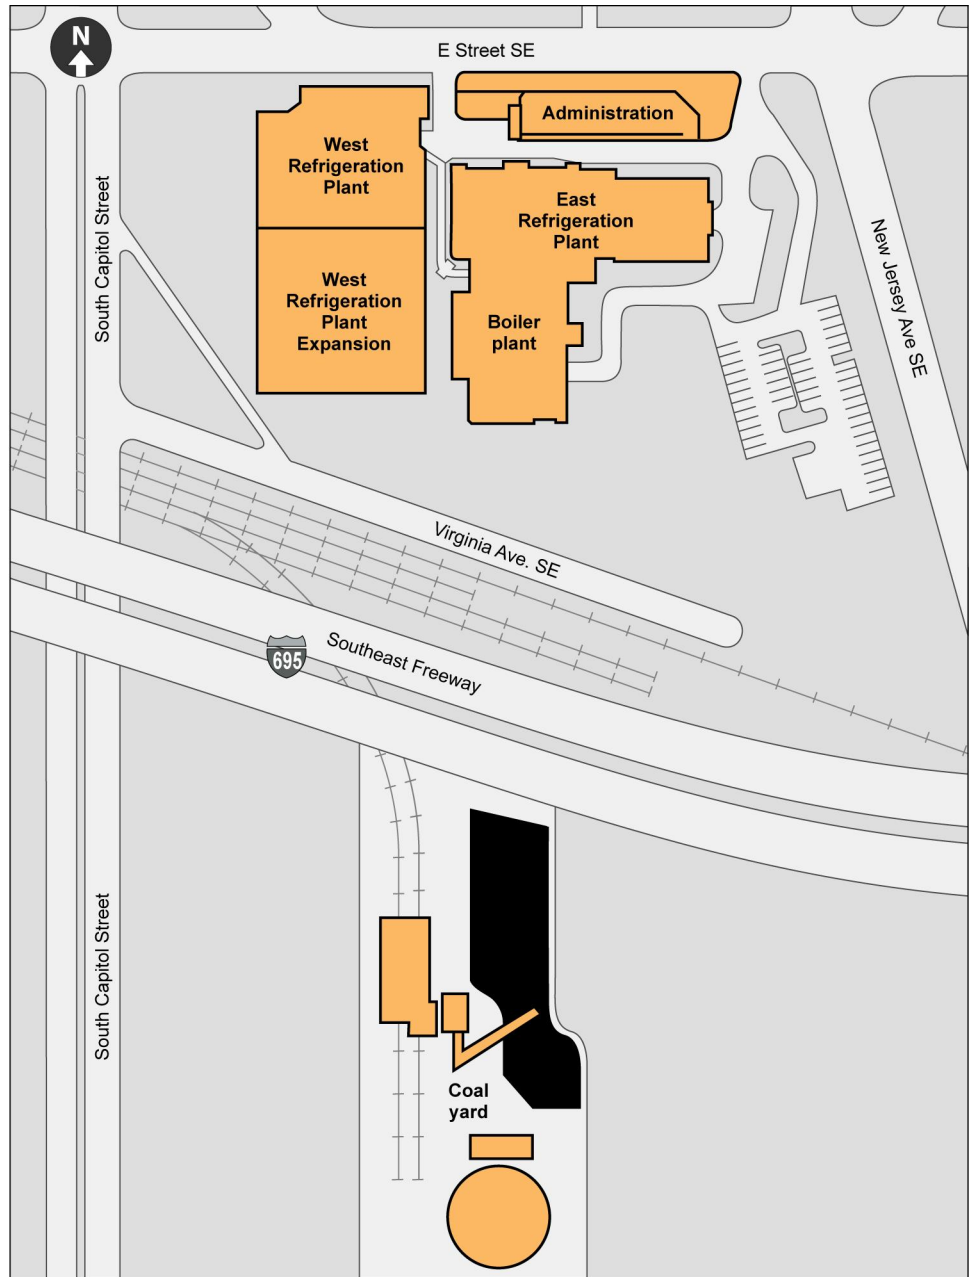 N
E Street SE
Administration
West
Refrigeration
Plant
East
Refrigeration
Plant
South Capitol Street
New Jersey Ave SE
West
Refrigeration
Plant
Expansion
Boiler
plant
Virginia Ave. SE
Southeast Freeway
695
South Capitol Street
Coal
yard